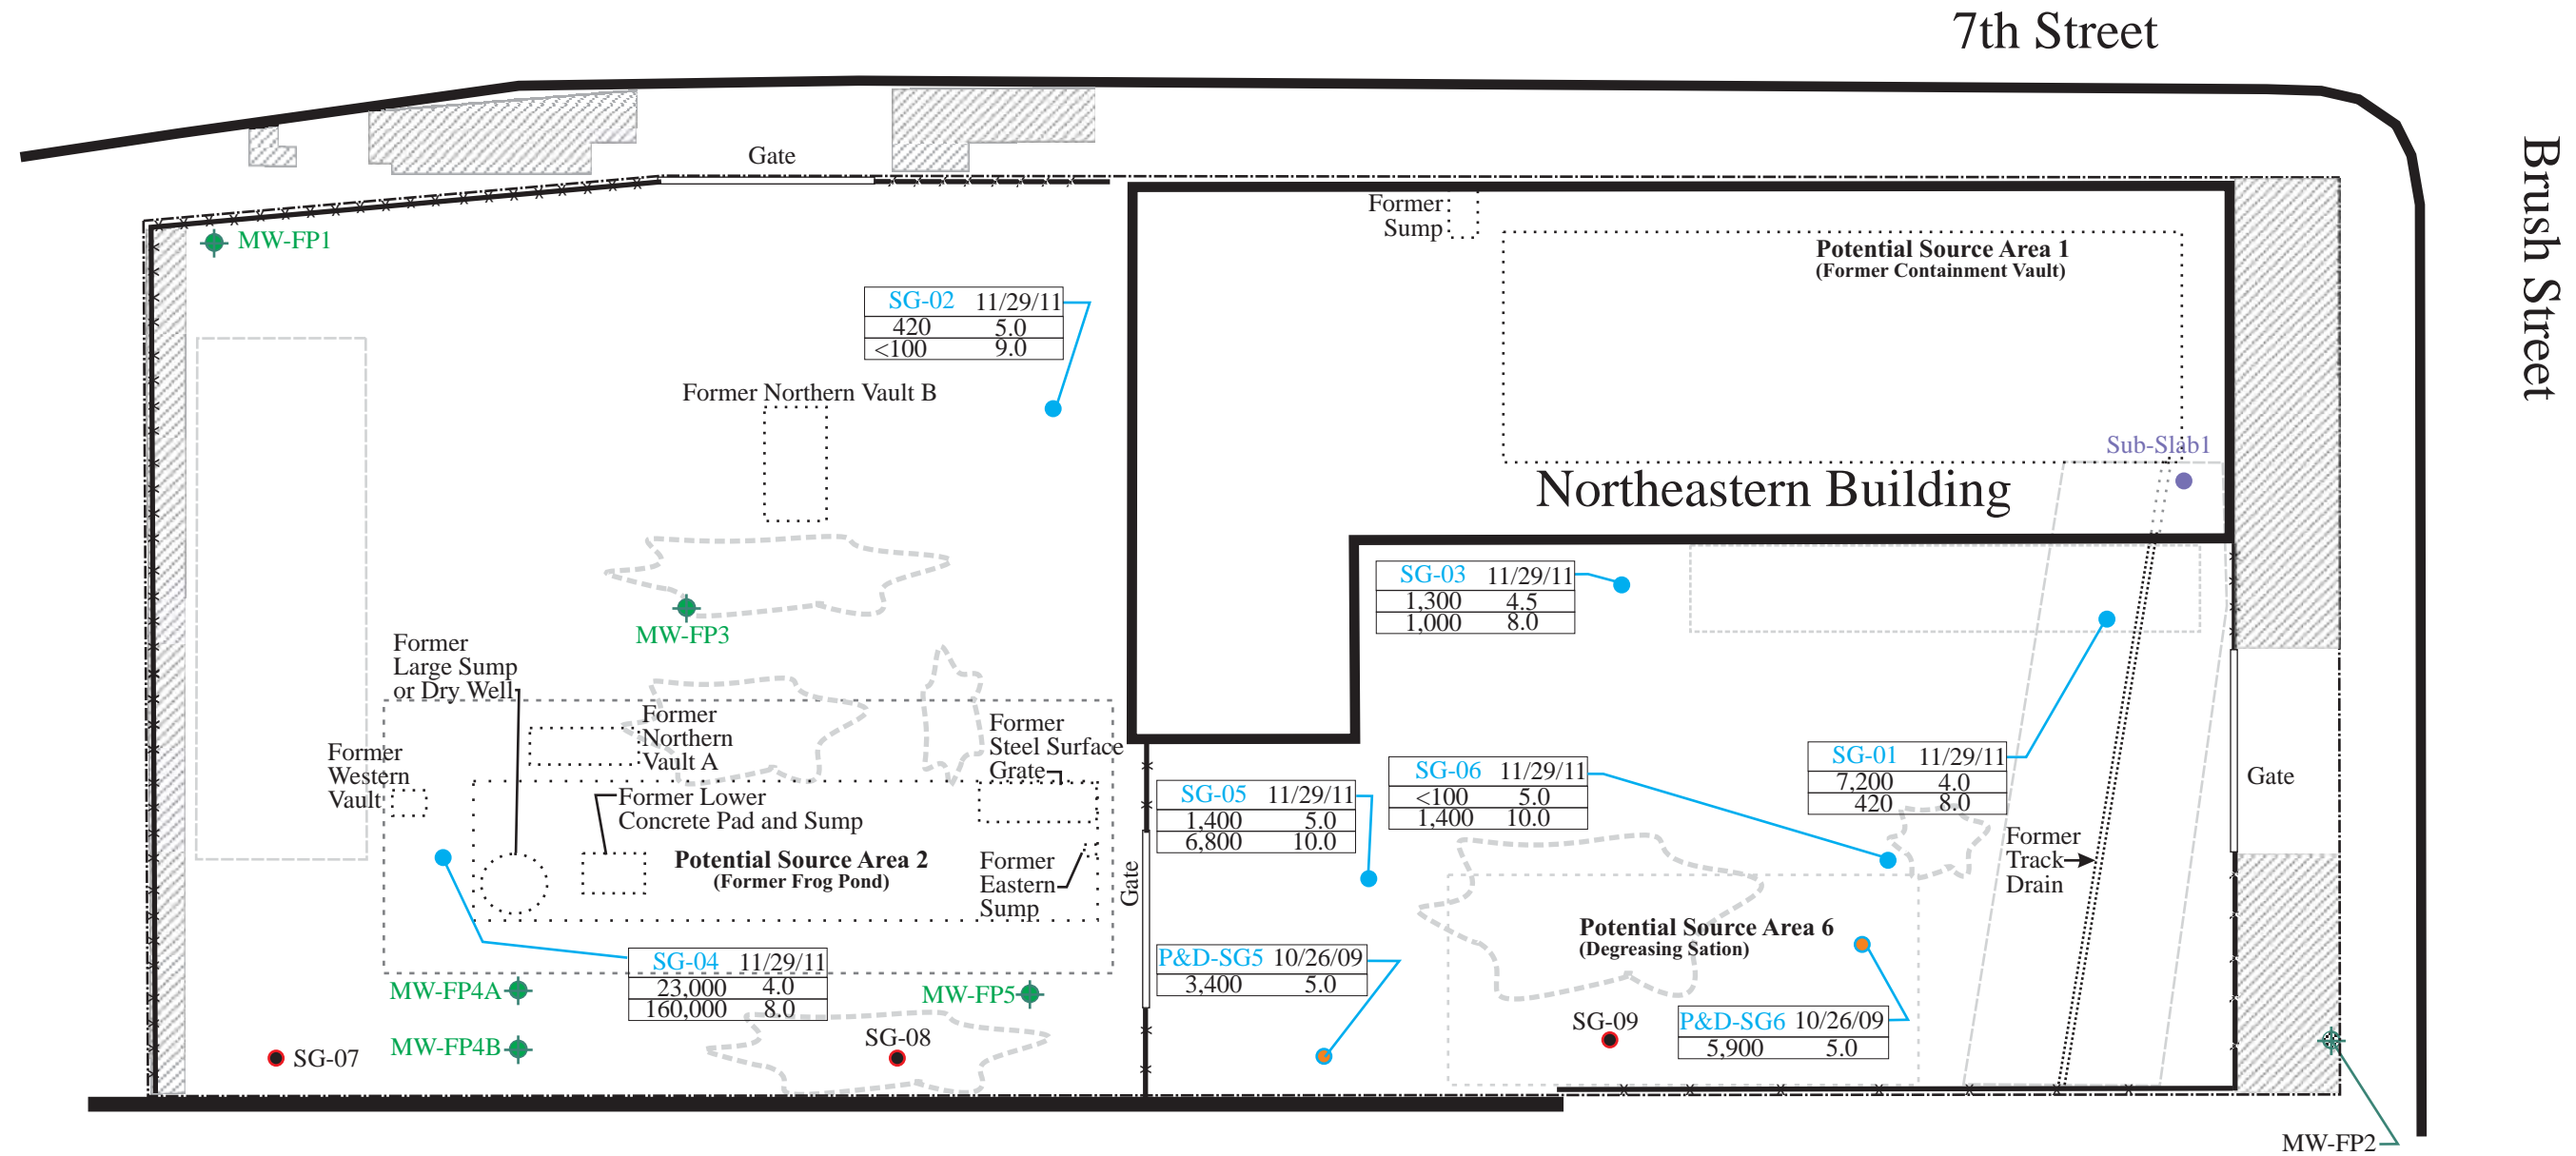 7th Street
Brush Street
Gate
Former
Sump
Potential Source Area 1
(Former Containment Vault)
MW-FP1
SG-02 11/29/11
420 5.0
<100 9.0
Former Northern Vault B
Sub-Slab1
Northeastern Building
SG-03 11/29/11
1,300 4.5
1,000 8.0
MW-FP3
Former
Large Sump
or Dry Well
Former
Northern
Vault A
Former
Steel Surface
Grate
Former
Western
Vault
Former Lower
Concrete Pad and Sump
SG-05 11/29/11
1,400 5.0
6,800 10.0
SG-06 11/29/11
<100 5.0
1,400 10.0
SG-01 11/29/11
7,200 4.0
420 8.0
Gate
Former
Track
Drain
Potential Source Area 2
(Former Frog Pond)
Former
Eastern
Sump
Gate
Potential Source Area 6
(Degreasing Sation)
SG-04 11/29/11
23,000 4.0
160,000 8.0
P&D-SG5 10/26/09
3,400 5.0
MW-FP4A
MW-FP5
P&D-SG6 10/26/09
5,900 5.0
SG-09
SG-08
MW-FP4B
SG-07
MW-FP2